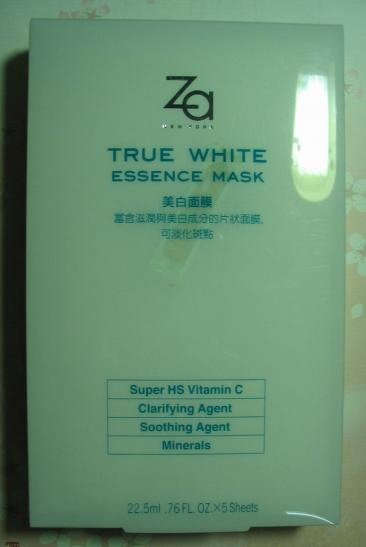 Za
NEW YORK
TRUE WHITE
ESSENCE MASK
美白面膜
富含滋潤與美白成分的片狀面膜,
可淡化斑點
Super HS Vitamin C
Clarifying Agent
Soothing Agent
Minerals
22.5ml .76 FL. OZ.×5 Sheets